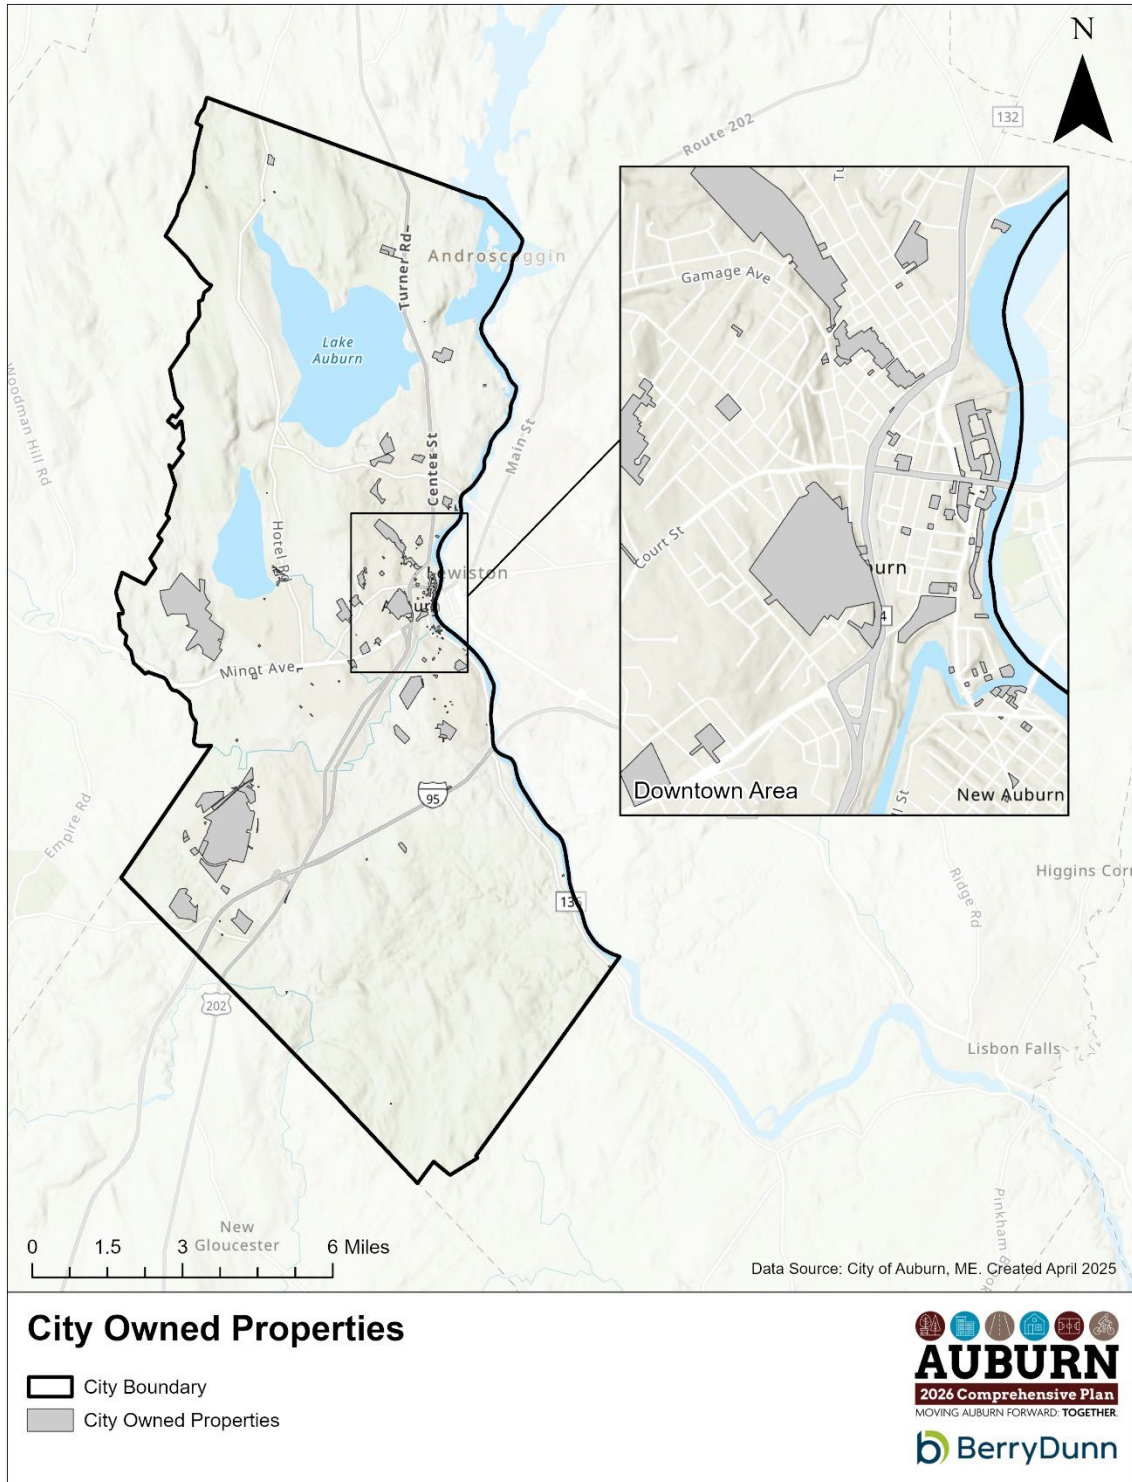 N
132
Route 202
Androscoggin
Turner Rd
Lake
Auburn
Woodman Hill Rd
Main St
Center St
Hotel Rd
Lewiston
Minot Ave
95
Empire Rd
136
202
Gamage Ave
Court St
burn
4
Downtown Area
New Auburn
Ridge Rd
Lisbon Falls
New
Gloucester
0 1.5 3 6 Miles
Data Source: City of Auburn, ME. Created April 2025
City Owned Properties
City Boundary
City Owned Properties
AUBURN
2026 Comprehensive Plan
MOVING AUBURN FORWARD: TOGETHER.
BerryDunn